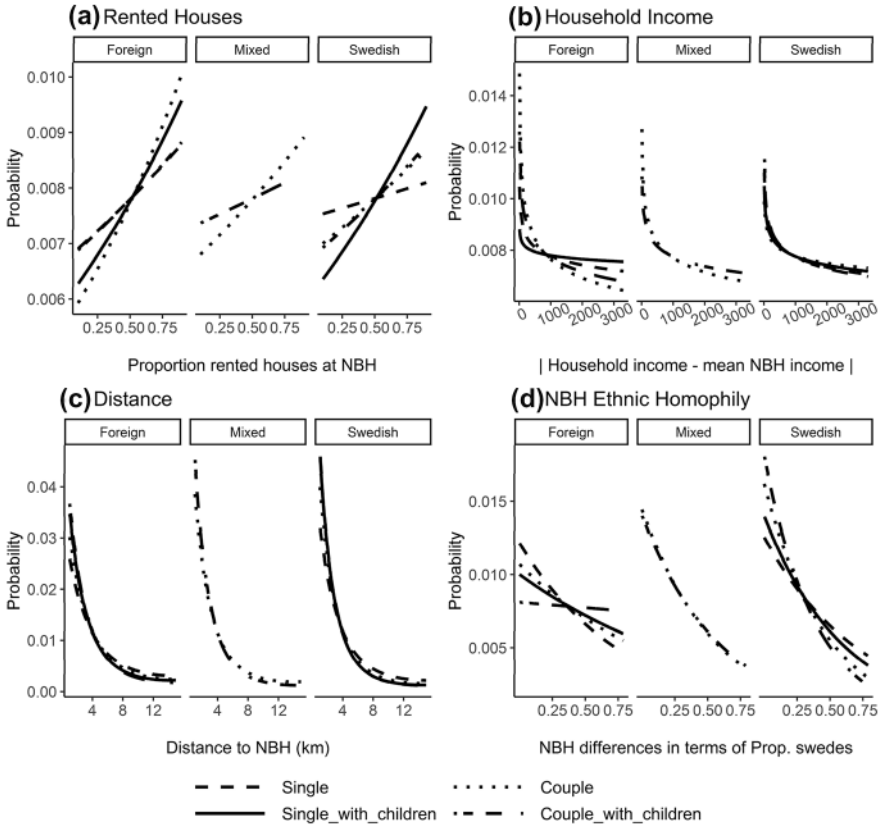 (a) Rented Houses
Foreign Mixed Swedish
Probability
0.010
0.009
0.008
0.007
0.006
0.25 0.50 0.75 0.25 0.50 0.75 0.25 0.50 0.75
Proportion rented houses at NBH
(b) Household Income
Foreign Mixed Swedish
Probability
0.014
0.012
0.010
0.008
0 1000 2000 3000 0 1000 2000 3000 0 1000 2000 3000
| Household income - mean NBH income |
(c) Distance
Foreign Mixed Swedish
Probability
0.04
0.03
0.02
0.01
0.00
4 8 12 4 8 12 4 8 12
Distance to NBH (km)
(d) NBH Ethnic Homophily
Foreign Mixed Swedish
Probability
0.015
0.010
0.005
0.25 0.50 0.75 0.25 0.50 0.75 0.25 0.50 0.75
NBH differences in terms of Prop. swedes
Single Couple
Single_with_children Couple_with_children